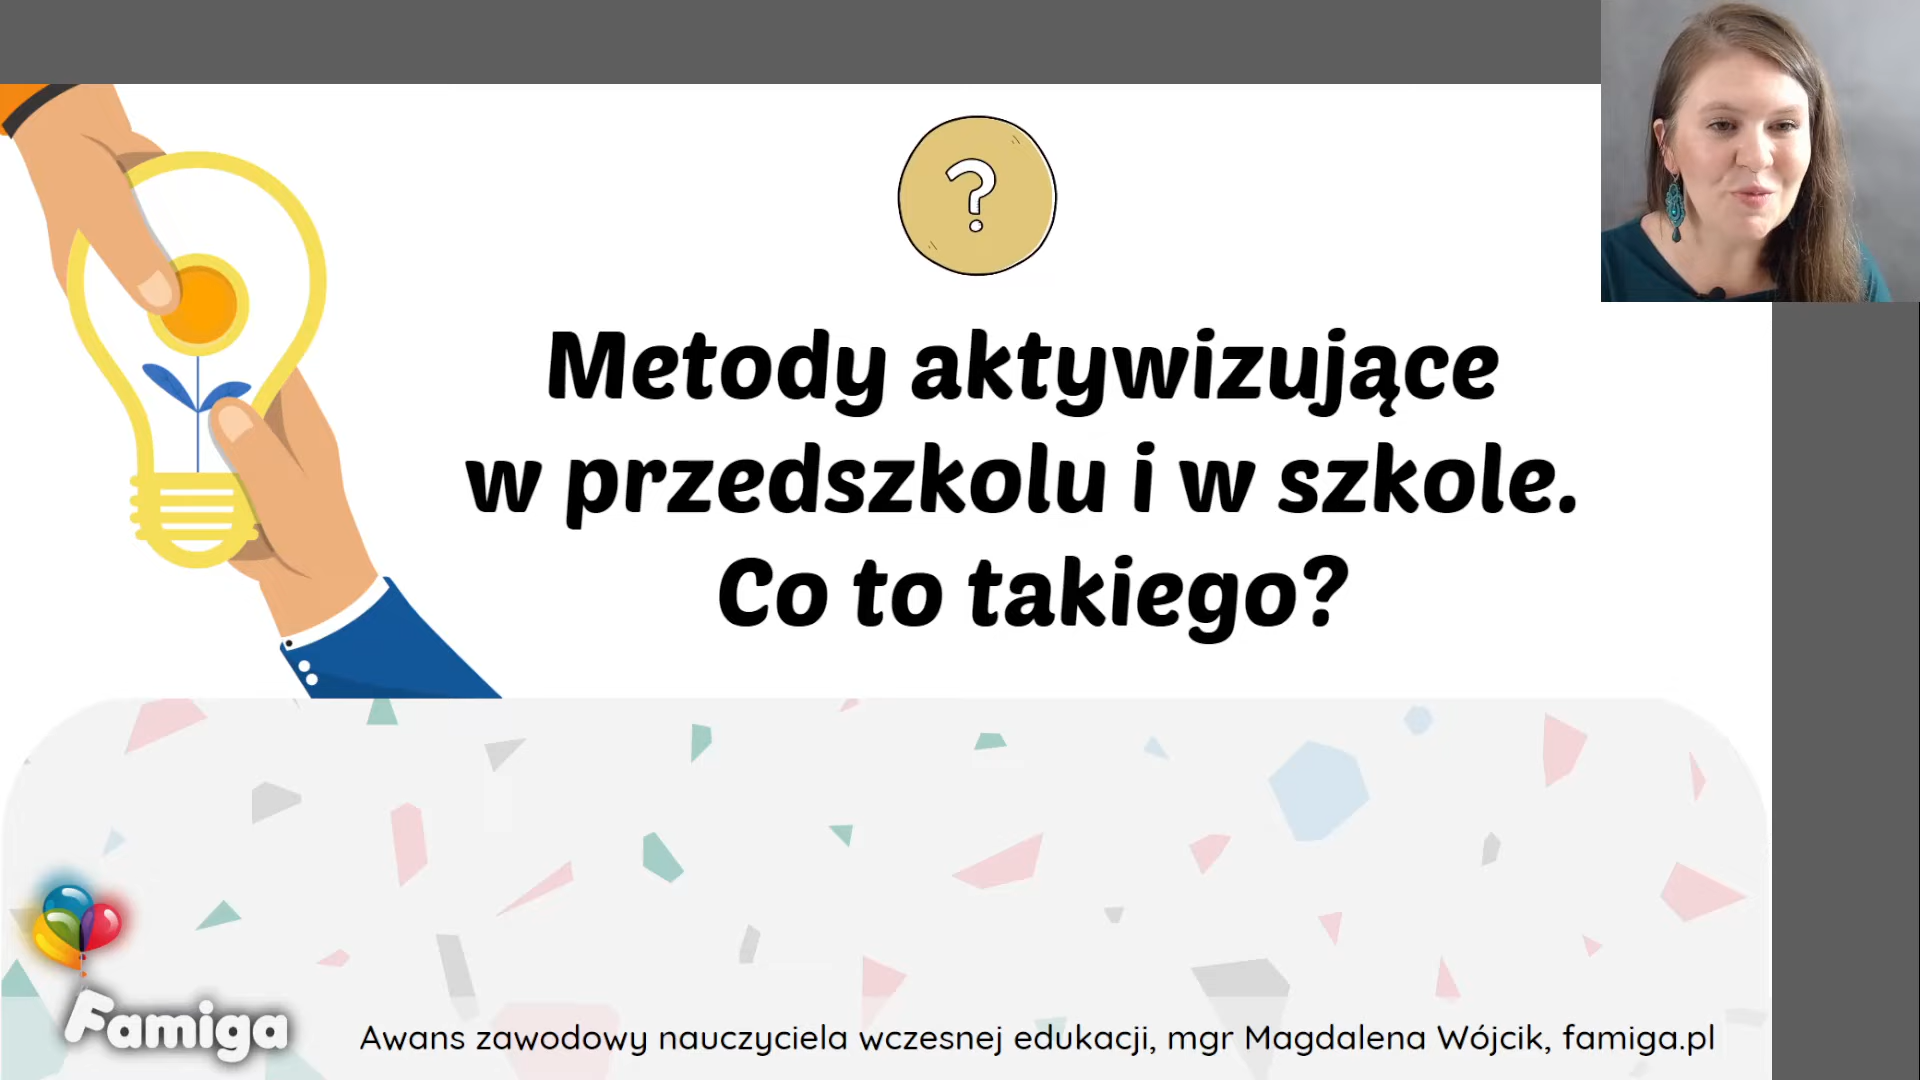 ?
Metody aktywizujące
w przedszkolu i w szkole.
Co to takiego?
Famiga
Awans zawodowy nauczyciela wczesnej edukacji, mgr Magdalena Wójcik, famiga.pl